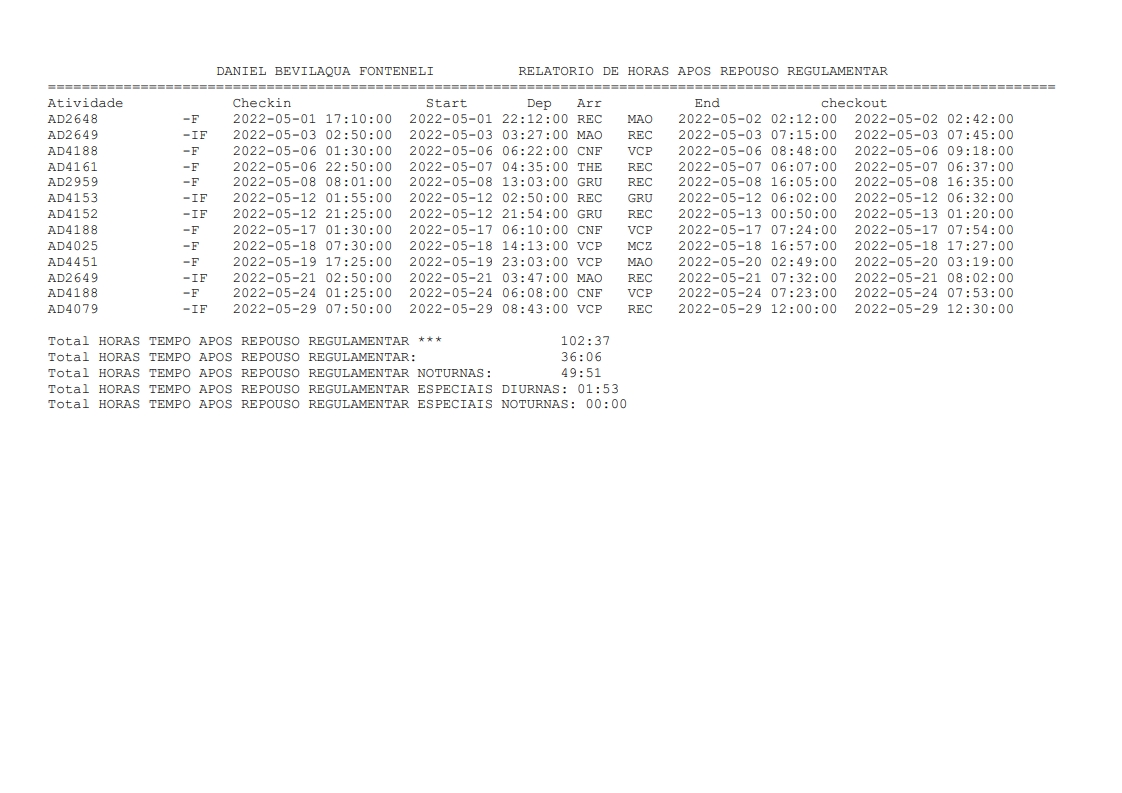 DANIEL BEVILAQUA FONTENELI          RELATORIO DE HORAS APOS REPOUSO REGULAMENTAR
========================================================================================================================
Atividade             Checkin                Start       Dep   Arr           End            checkout
AD2648          -F    2022-05-01 17:10:00  2022-05-01 22:12:00 REC   MAO   2022-05-02 02:12:00  2022-05-02 02:42:00
AD2649          -IF   2022-05-03 02:50:00  2022-05-03 03:27:00 MAO   REC   2022-05-03 07:15:00  2022-05-03 07:45:00
AD4188          -F    2022-05-06 01:30:00  2022-05-06 06:22:00 CNF   VCP   2022-05-06 08:48:00  2022-05-06 09:18:00
AD4161          -F    2022-05-06 22:50:00  2022-05-07 04:35:00 THE   REC   2022-05-07 06:07:00  2022-05-07 06:37:00
AD2959          -F    2022-05-08 08:01:00  2022-05-08 13:03:00 GRU   REC   2022-05-08 16:05:00  2022-05-08 16:35:00
AD4153          -IF   2022-05-12 01:55:00  2022-05-12 02:50:00 REC   GRU   2022-05-12 06:02:00  2022-05-12 06:32:00
AD4152          -IF   2022-05-12 21:25:00  2022-05-12 21:54:00 GRU   REC   2022-05-13 00:50:00  2022-05-13 01:20:00
AD4188          -F    2022-05-17 01:30:00  2022-05-17 06:10:00 CNF   VCP   2022-05-17 07:24:00  2022-05-17 07:54:00
AD4025          -F    2022-05-18 07:30:00  2022-05-18 14:13:00 VCP   MCZ   2022-05-18 16:57:00  2022-05-18 17:27:00
AD4451          -F    2022-05-19 17:25:00  2022-05-19 23:03:00 VCP   MAO   2022-05-20 02:49:00  2022-05-20 03:19:00
AD2649          -IF   2022-05-21 02:50:00  2022-05-21 03:47:00 MAO   REC   2022-05-21 07:32:00  2022-05-21 08:02:00
AD4188          -F    2022-05-24 01:25:00  2022-05-24 06:08:00 CNF   VCP   2022-05-24 07:23:00  2022-05-24 07:53:00
AD4079          -IF   2022-05-29 07:50:00  2022-05-29 08:43:00 VCP   REC   2022-05-29 12:00:00  2022-05-29 12:30:00
Total HORAS TEMPO APOS REPOUSO REGULAMENTAR ***              102:37
Total HORAS TEMPO APOS REPOUSO REGULAMENTAR:                 36:06
Total HORAS TEMPO APOS REPOUSO REGULAMENTAR NOTURNAS:        49:51
Total HORAS TEMPO APOS REPOUSO REGULAMENTAR ESPECIAIS DIURNAS: 01:53
Total HORAS TEMPO APOS REPOUSO REGULAMENTAR ESPECIAIS NOTURNAS: 00:00